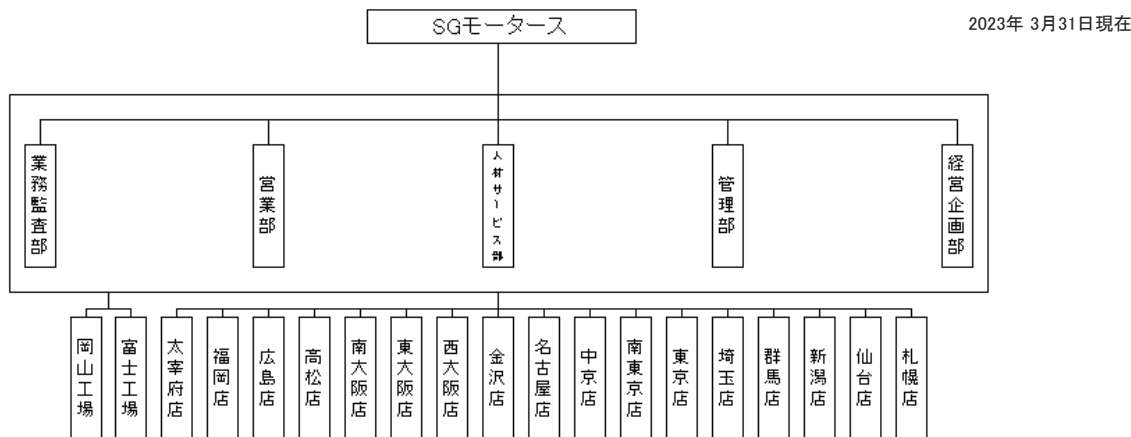 SGモータース
2023年 3月31日現在
業務監査部
営業部
人材サービス部
管理部
経営企画部
岡山工場
富士工場
太宰府店
福岡店
広島店
高松店
南大阪店
東大阪店
西大阪店
金沢店
名古屋店
中京店
南東京店
東京店
埼玉店
群馬店
新潟店
仙台店
札幌店